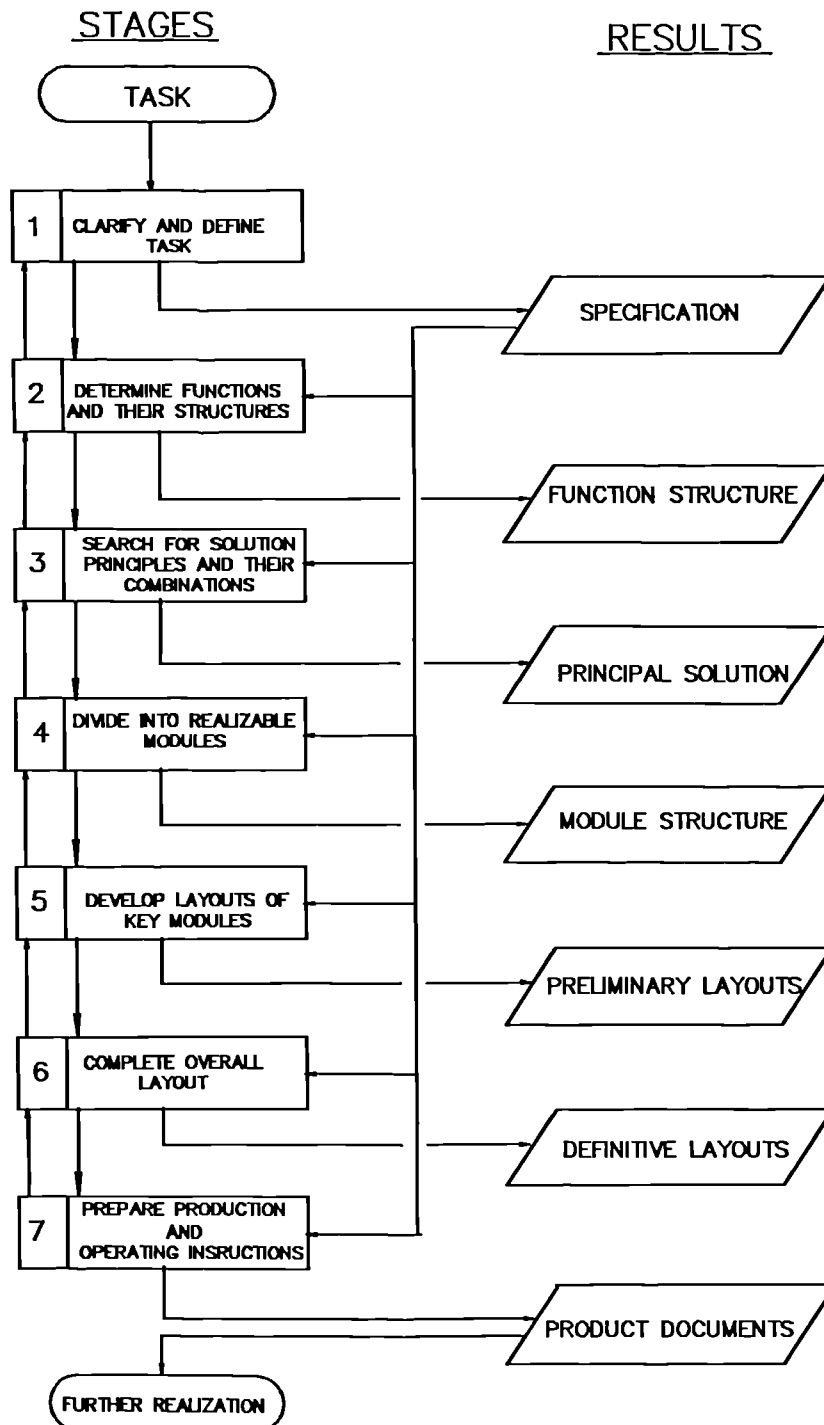 STAGES
RESULTS
TASK
1
CLARIFY AND DEFINE
TASK
SPECIFICATION
2
DETERMINE FUNCTIONS
AND THEIR STRUCTURES
FUNCTION STRUCTURE
3
SEARCH FOR SOLUTION
PRINCIPLES AND THEIR
COMBINATIONS
PRINCIPAL SOLUTION
4
DIVIDE INTO REALIZABLE
MODULES
MODULE STRUCTURE
5
DEVELOP LAYOUTS OF
KEY MODULES
PRELIMINARY LAYOUTS
6
COMPLETE OVERALL
LAYOUT
DEFINITIVE LAYOUTS
7
PREPARE PRODUCTION
AND
OPERATING INSRUCTIONS
PRODUCT DOCUMENTS
FURTHER REALIZATION